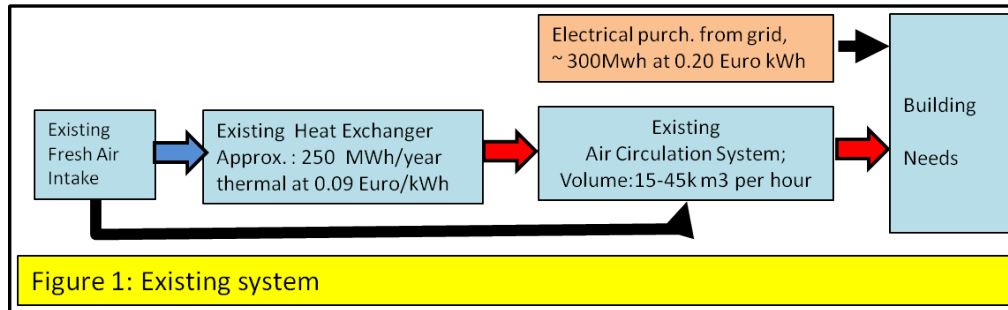 Electrical purch. from grid,
~ 300Mwh at 0.20 Euro kWh
Existing
Fresh Air
Intake
Existing Heat Exchanger
Approx. : 250 MWh/year
thermal at 0.09 Euro/kWh
Existing
Air Circulation System;
Volume:15-45k m3 per hour
Building
Needs
Figure 1: Existing system